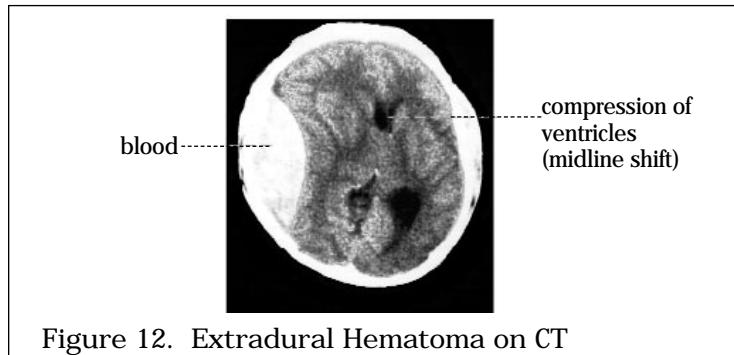 blood
compression of
ventricles
(midline shift)
Figure 12. Extradural Hematoma on CT